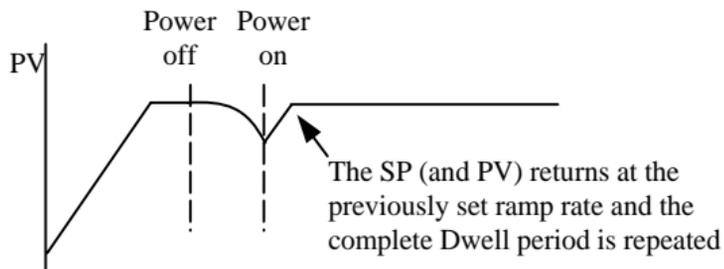 Power Power
off on
PV
The SP (and PV) returns at the
previously set ramp rate and the
complete Dwell period is repeated